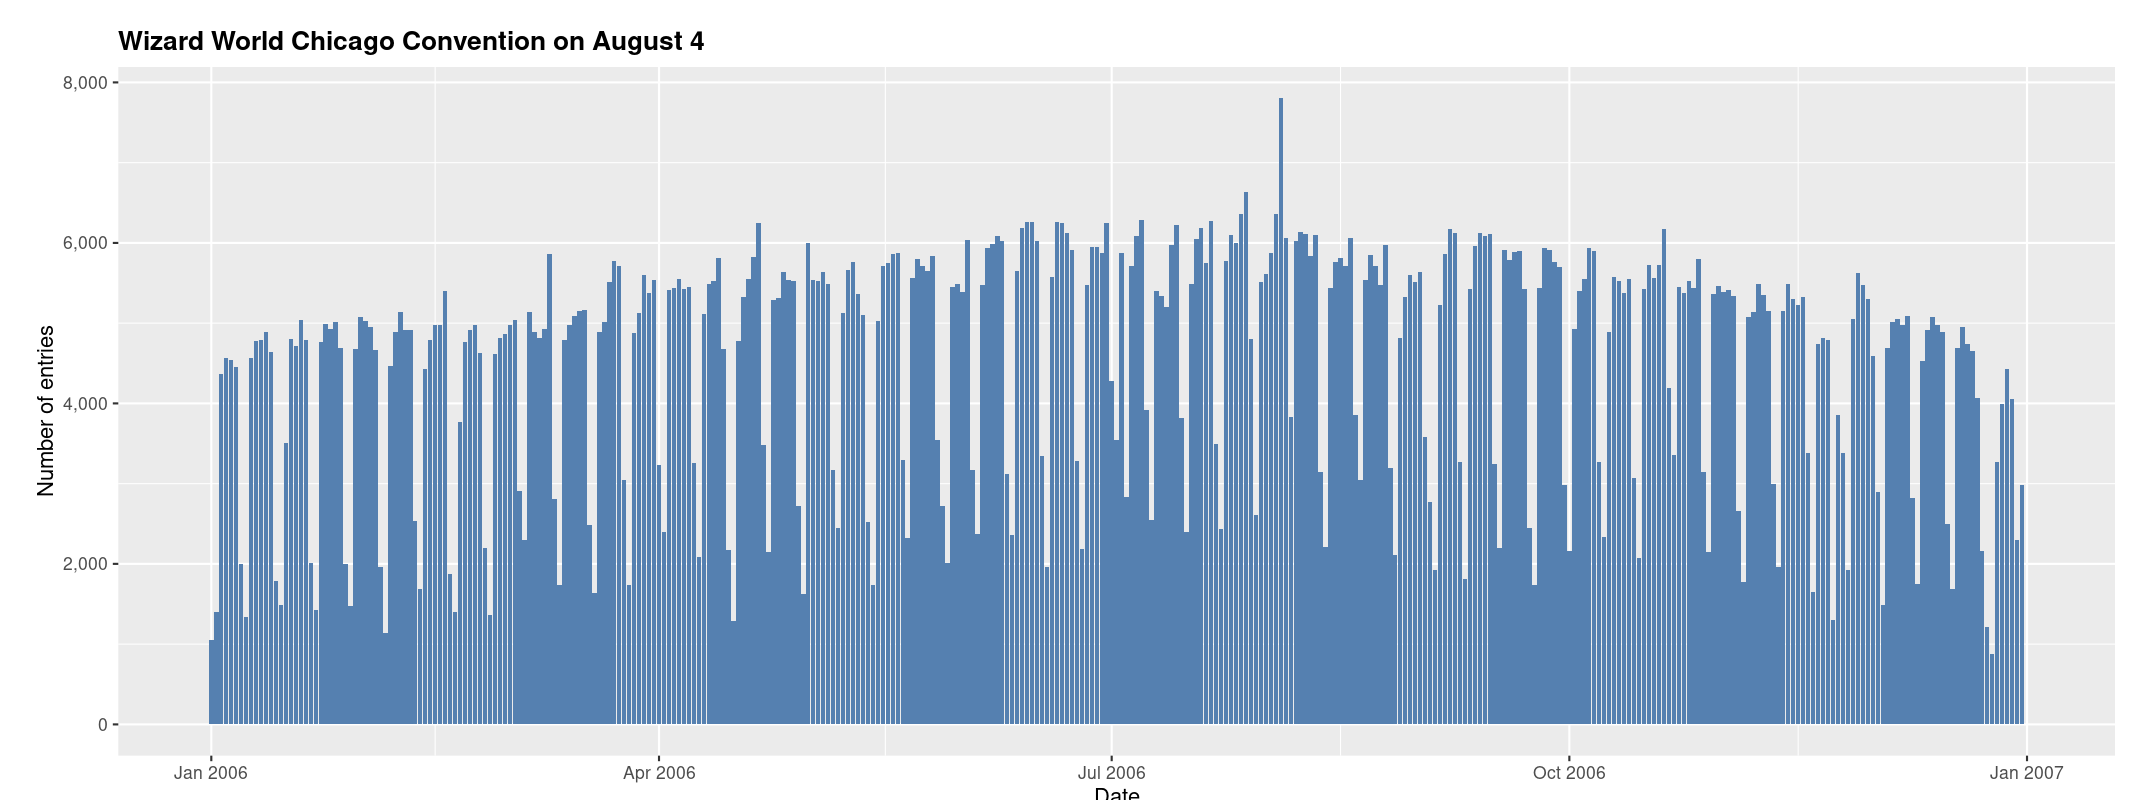 Wizard World Chicago Convention on August 4
8,000
6,000
4,000
2,000
0
Number of entries
Jan 2006
Apr 2006
Jul 2006
Oct 2006
Jan 2007
Date